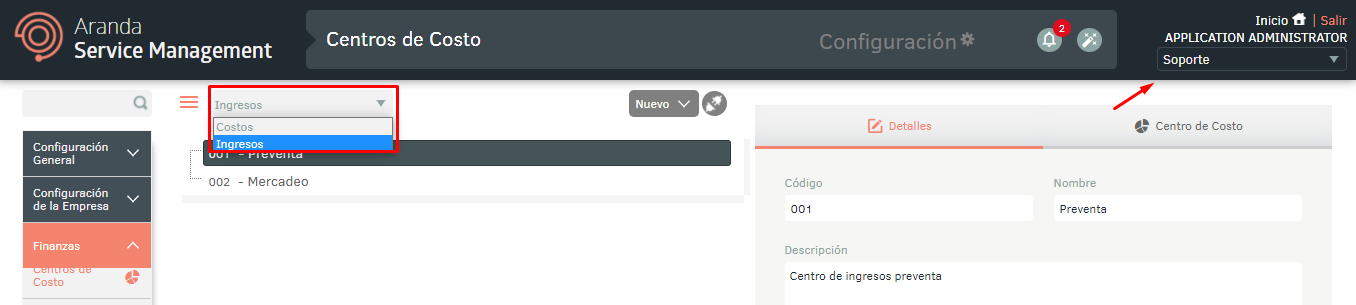 Aranda
Service Management
Centros de Costo
Configuración
2
Inicio | Salir
APPLICATION ADMINISTRATOR
Soporte
Ingresos
Costos
Ingresos
Nuevo
001 - Preventa
002 - Mercadeo
Configuración
General
Configuración
de la Empresa
Finanzas
Centros de
Costo
Detalles
Centro de Costo
Código
Nombre
001
Preventa
Descripción
Centro de ingresos preventa